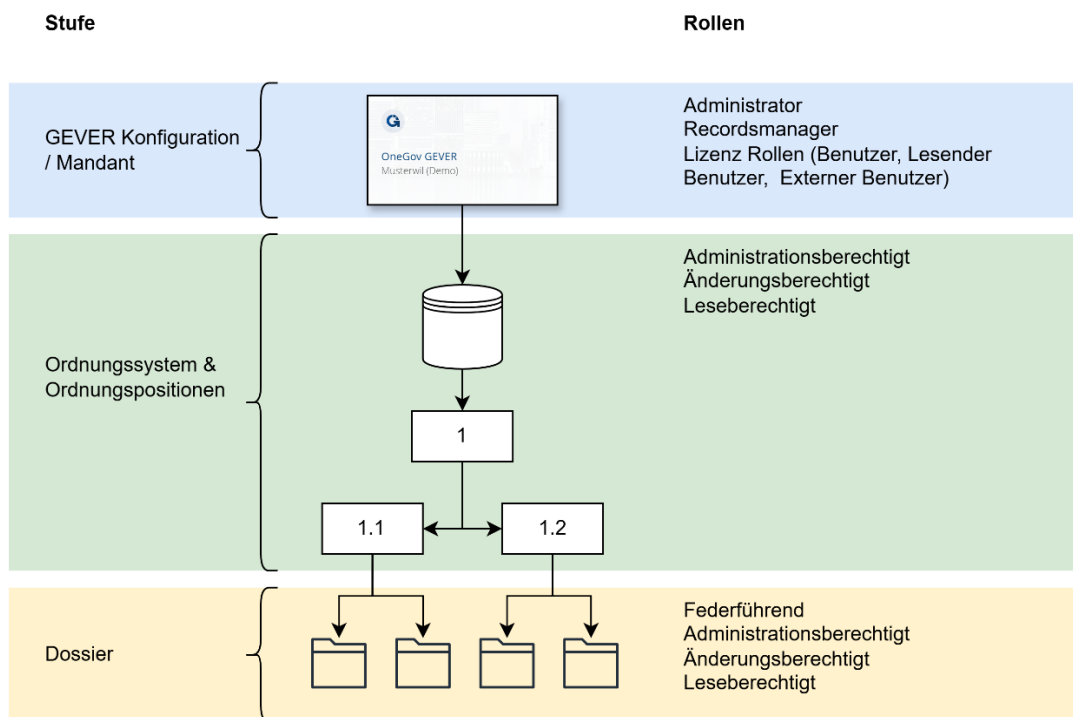 Stufe
Rollen
GEVER Konfiguration
/ Mandant
OneGov GEVER
Musterwil (Demo)
Administrator
Recordsmanager
Lizenz Rollen (Benutzer, Lesender
Benutzer,  Externer Benutzer)
Ordnungssystem &
Ordnungspositionen
1
1.1
1.2
Administrationsberechtigt
Änderungsberechtigt
Leseberechtigt
Dossier
Federführend
Administrationsberechtigt
Änderungsberechtigt
Leseberechtigt